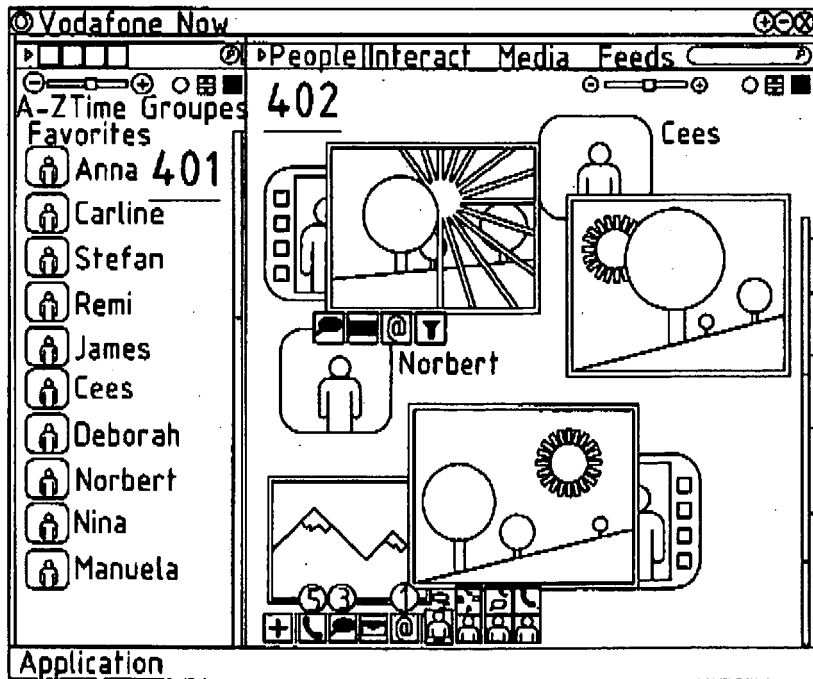 Vodafone Now
People Interact Media Feeds
A-Z Time Groupes
402
Favorites
Cees
Anna 401
Carline
Stefan
Remi
James
Norbert
Cees
Deborah
Norbert
Nina
Manuela
5 3 1
@
@
Application